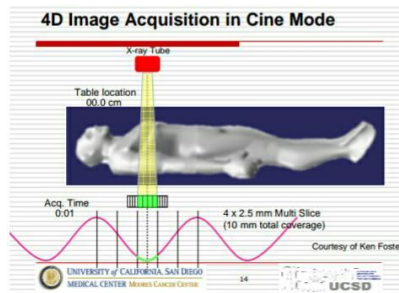 4D Image Acquisition in Cine Mode
X-ray Tube
Table location
00.0 cm
Acq. Time
0:01
4 x 2.5 mm Multi Slice
(10 mm total coverage)
Courtesy of Ken Foste
UNIVERSITY of CALIFORNIA, SAN DIEGO
MEDICAL CENTER MOORES CANCER CENTER
14
UCSD